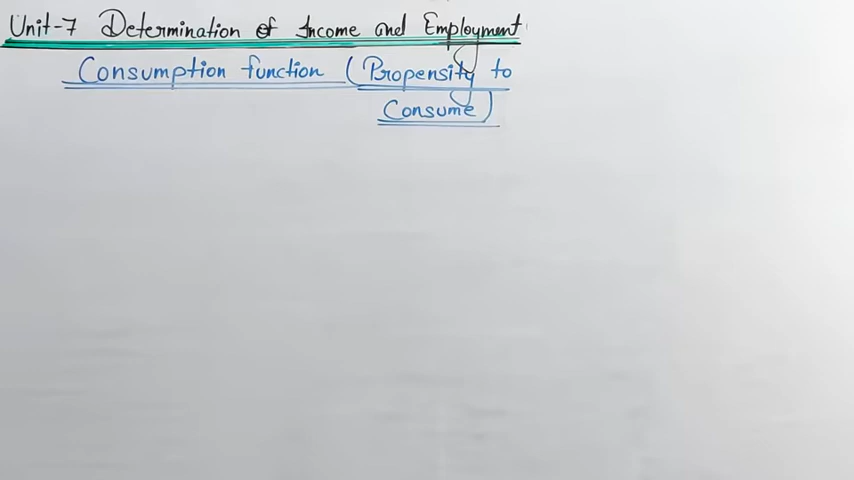 Unit-7 Determination of Income and Employment
Consumption function (Propensity to
Consume)